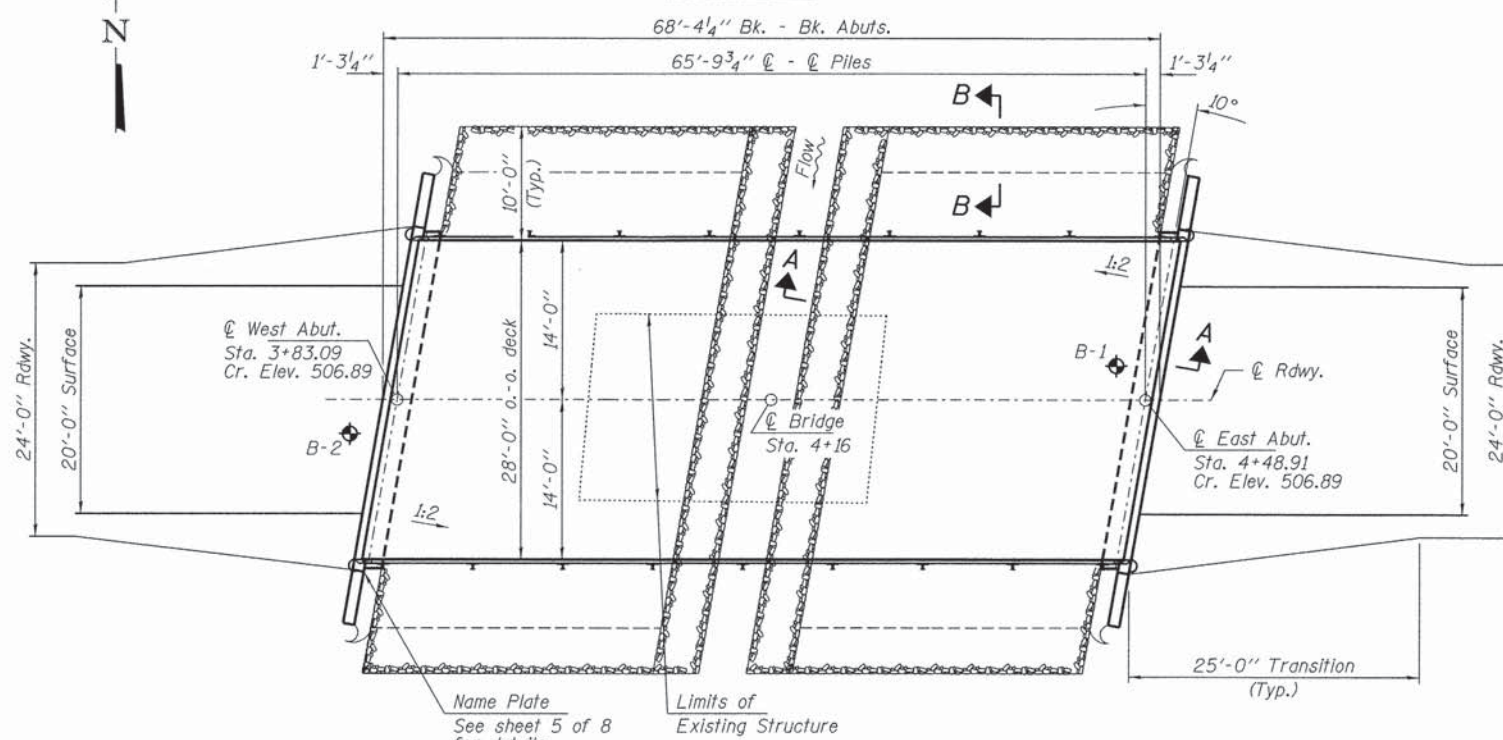 N
68'-4¼" Bk. - Bk. Abuts.
1'-3¼"
65'-9¾" ℄ - ℄ Piles
1'-3¼"
B
10°
10'-0"
(Typ.)
Flow
B
A
1:2
14'-0"
28'-0" o.-o. deck
14'-0"
℄ West Abut.
Sta. 3+83.09
Cr. Elev. 506.89
24'-0" Rdwy.
20'-0" Surface
B-1
A
℄ Rdwy.
B-2
℄ Bridge
Sta. 4+16
℄ East Abut.
Sta. 4+48.91
Cr. Elev. 506.89
20'-0" Surface
24'-0" Rdwy.
1:2
25'-0" Transition
(Typ.)
Name Plate
See sheet 5 of 8
Limits of
Existing Structure